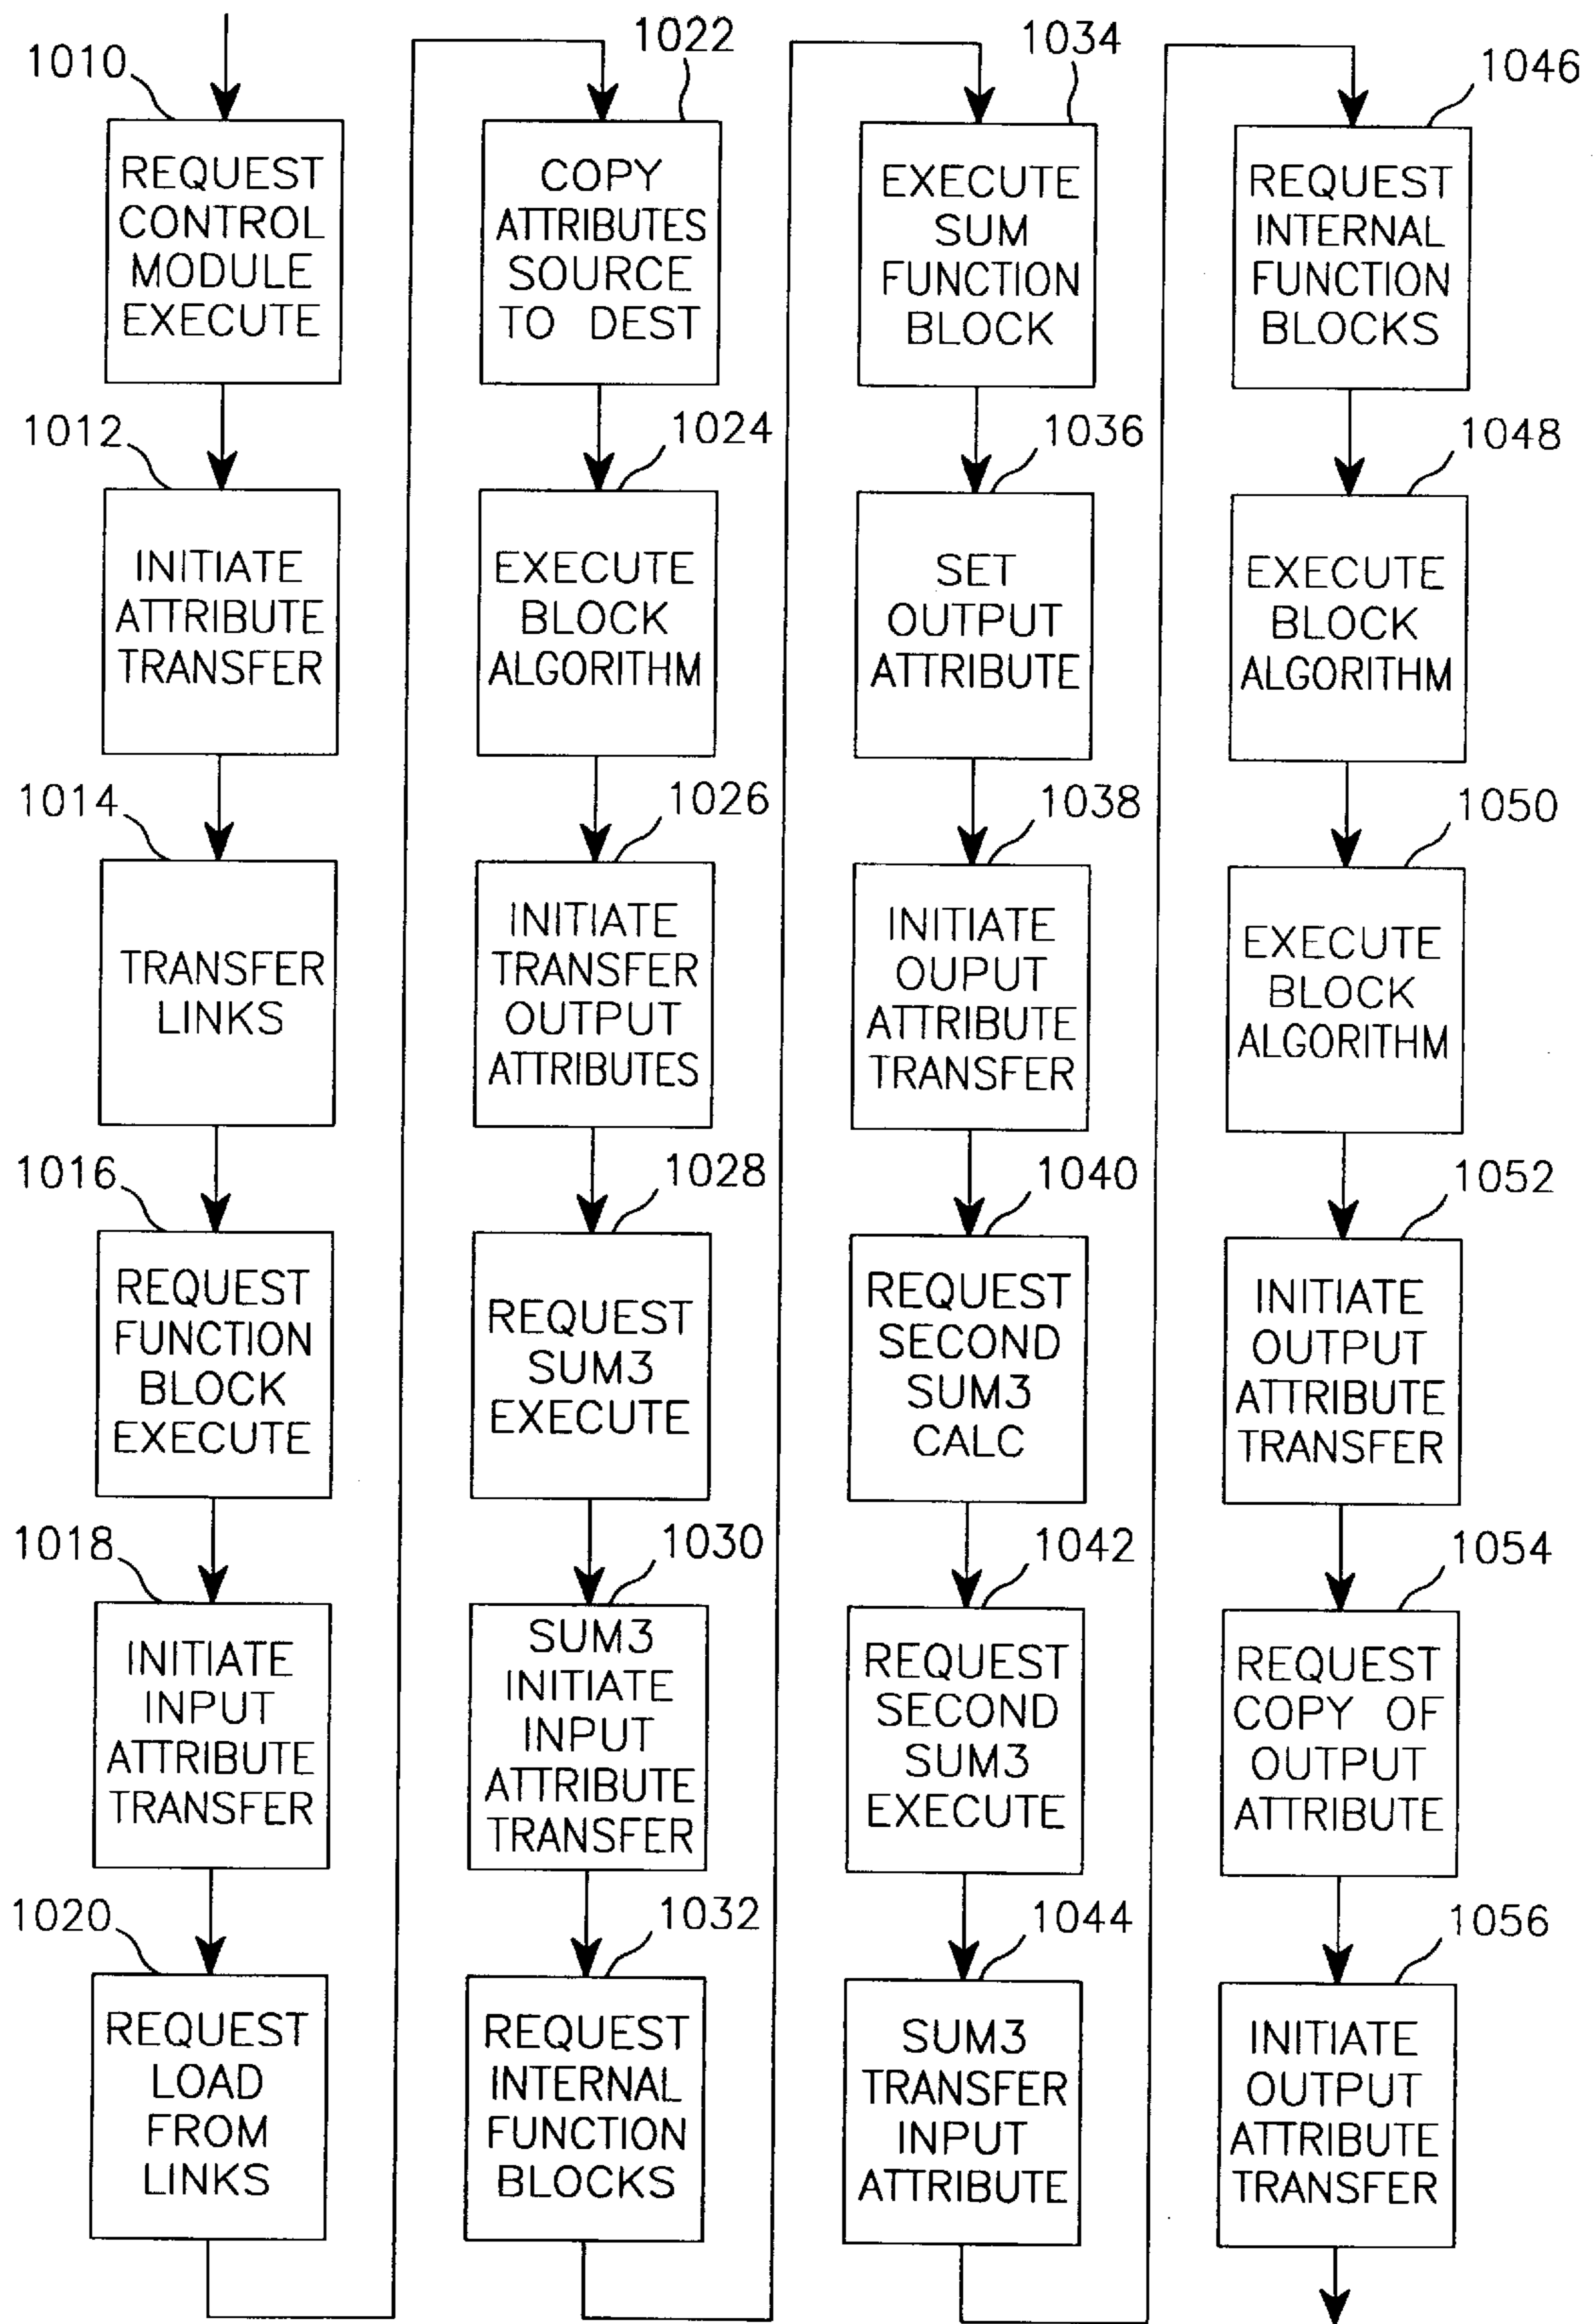 1010
REQUEST
CONTROL
MODULE
EXECUTE
1012
INITIATE
ATTRIBUTE
TRANSFER
1014
TRANSFER
LINKS
1016
REQUEST
FUNCTION
BLOCK
EXECUTE
1018
INITIATE
INPUT
ATTRIBUTE
TRANSFER
1020
REQUEST
LOAD
FROM
LINKS
1022
COPY
ATTRIBUTES
SOURCE
TO DEST
1024
EXECUTE
BLOCK
ALGORITHM
1026
INITIATE
TRANSFER
OUTPUT
ATTRIBUTES
1028
REQUEST
SUM3
EXECUTE
1030
SUM3
INITIATE
INPUT
ATTRIBUTE
TRANSFER
1032
REQUEST
INTERNAL
FUNCTION
BLOCKS
1034
EXECUTE
SUM
FUNCTION
BLOCK
1036
SET
OUTPUT
ATTRIBUTE
1038
INITIATE
OUPUT
ATTRIBUTE
TRANSFER
1040
REQUEST
SECOND
SUM3
CALC
1042
REQUEST
SECOND
SUM3
EXECUTE
1044
SUM3
TRANSFER
INPUT
ATTRIBUTE
1046
REQUEST
INTERNAL
FUNCTION
BLOCKS
1048
EXECUTE
BLOCK
ALGORITHM
1050
EXECUTE
BLOCK
ALGORITHM
1052
INITIATE
OUTPUT
ATTRIBUTE
TRANSFER
1054
REQUEST
COPY OF
OUTPUT
ATTRIBUTE
1056
INITIATE
OUTPUT
ATTRIBUTE
TRANSFER